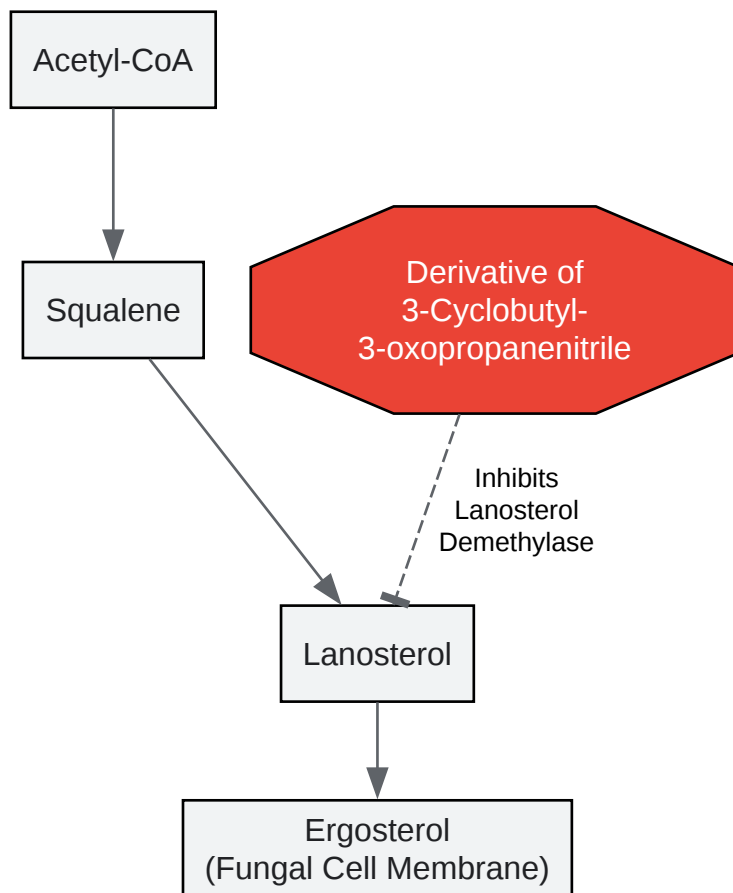 Acetyl-CoA
Squalene
Derivative of
3-Cyclobutyl-
3-oxopropanenitrile
Inhibits
Lanosterol
Demethylase
Lanosterol
Ergosterol
(Fungal Cell Membrane)